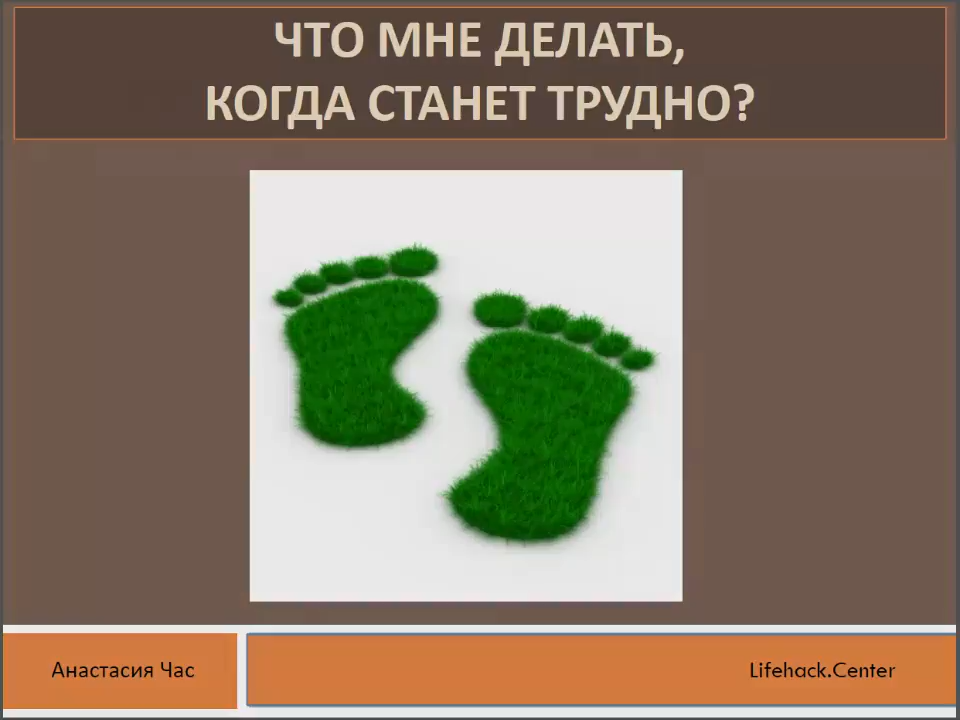 ЧТО МНЕ ДЕЛАТЬ,
КОГДА СТАНЕТ ТРУДНО?
Анастасия Час
Lifehack.Center